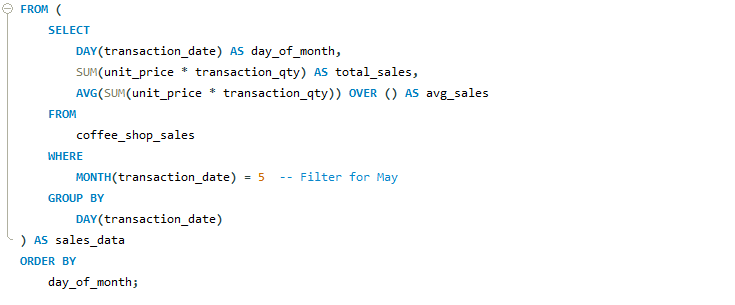 FROM (
    SELECT
        DAY(transaction_date) AS day_of_month,
        SUM(unit_price * transaction_qty) AS total_sales,
        AVG(SUM(unit_price * transaction_qty)) OVER () AS avg_sales
    FROM
        coffee_shop_sales
    WHERE
        MONTH(transaction_date) = 5  -- Filter for May
    GROUP BY
        DAY(transaction_date)
) AS sales_data
ORDER BY
    day_of_month;